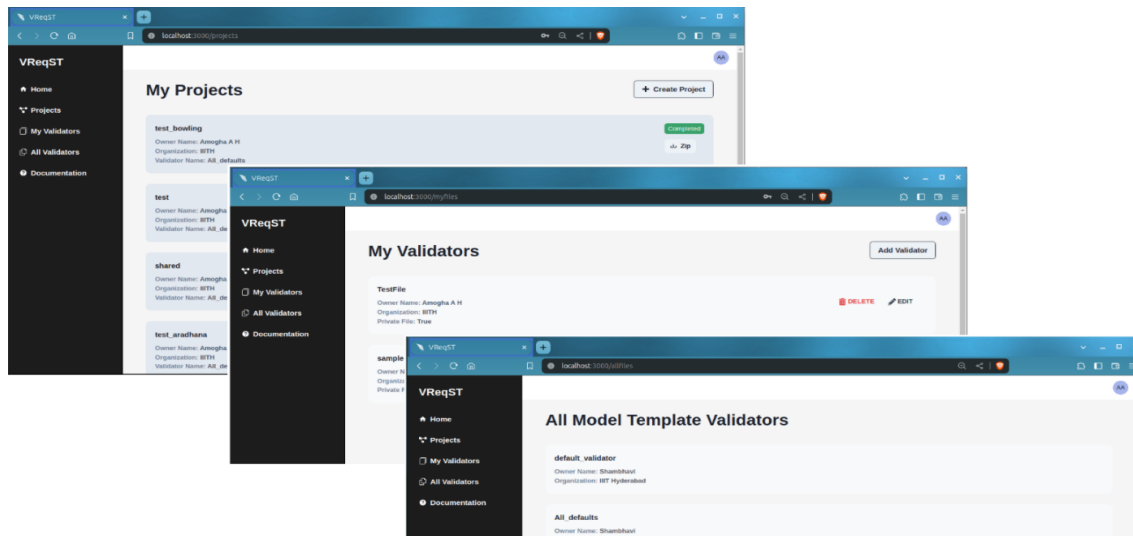 VReqST
localhost:3000/projects
AA
VReqST
Home
Projects
My Validators
All Validators
Documentation
My Projects
+ Create Project
test_bowling
Owner Name: Amogha A H
Organization: IIITH
Validator Name: All_defaults
Completed
Zip
test
Owner Name: Amogha
Organization: IIITH
Validator Name: All_de
shared
Owner Name: Amogha
Organization: IIITH
Validator Name: All_de
test_aradhana
Owner Name: Amogha
Organization: IIITH
Validator Name: All_de
VReqST
localhost:3000/myfiles
AA
VReqST
Home
Projects
My Validators
All Validators
Documentation
My Validators
Add Validator
TestFile
Owner Name: Amogha A H
Organization: IIITH
Private File: True
DELETE
EDIT
sample
Owner N
Organiz
Private F
VReqST
localhost:3000/allfiles
AA
VReqST
Home
Projects
My Validators
All Validators
Documentation
All Model Template Validators
default_validator
Owner Name: Shambhavi
Organization: IIIT Hyderabad
All_defaults
Owner Name: Shambhavi